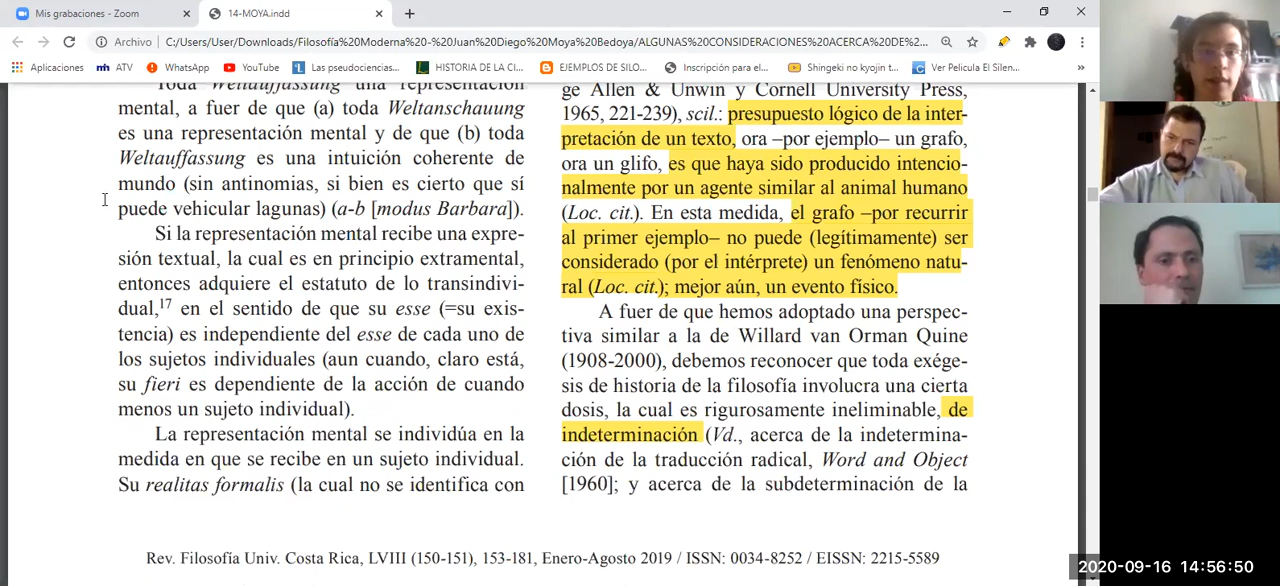 Mis grabaciones - Zoom
14-MOYA.indd
Archivo
C:/Users/User/Downloads/Filosofía%20Moderna%20-%20Juan%20Diego%20Moya%20Bedoya/ALGUNAS%20CONSIDERACIONES%20ACERCA%20DE%...
Aplicaciones
mh ATV
WhatsApp
YouTube
Las pseudociencias...
HISTORIA DE LA CI...
EJEMPLOS DE SILO...
Inscripción para el...
Shingeki no kyojin t...
Ver Pelicula El Silen...
»
Toda Weltauffassung una representación
mental, a fuer de que (a) toda Weltanschauung
es una representación mental y de que (b) toda
Weltauffassung es una intuición coherente de
mundo (sin antinomias, si bien es cierto que sí
puede vehicular lagunas) (a-b [modus Barbara]).
Si la representación mental recibe una expre-
sión textual, la cual es en principio extramental,
entonces adquiere el estatuto de lo transindivi-
dual,17 en el sentido de que su esse (=su exis-
tencia) es independiente del esse de cada uno de
los sujetos individuales (aun cuando, claro está,
su fieri es dependiente de la acción de cuando
menos un sujeto individual).
La representación mental se individúa en la
medida en que se recibe en un sujeto individual.
Su realitas formalis (la cual no se identifica con
ge Allen & Unwin y Cornell University Press,
1965, 221-239), scil.: presupuesto lógico de la inter-
pretación de un texto, ora –por ejemplo– un grafo,
ora un glifo, es que haya sido producido intencio-
nalmente por un agente similar al animal humano
(Loc. cit.). En esta medida, el grafo –por recurrir
al primer ejemplo– no puede (legítimamente) ser
considerado (por el intérprete) un fenómeno natu-
ral (Loc. cit.); mejor aún, un evento físico.
A fuer de que hemos adoptado una perspec-
tiva similar a la de Willard van Orman Quine
(1908-2000), debemos reconocer que toda exége-
sis de historia de la filosofía involucra una cierta
dosis, la cual es rigurosamente ineliminable, de
indeterminación (Vd., acerca de la indetermina-
ción de la traducción radical, Word and Object
[1960]; y acerca de la subdeterminación de la
Rev. Filosofía Univ. Costa Rica, LVIII (150-151), 153-181, Enero-Agosto 2019 / ISSN: 0034-8252 / EISSN: 2215-5589
2020-09-16 14:56:50